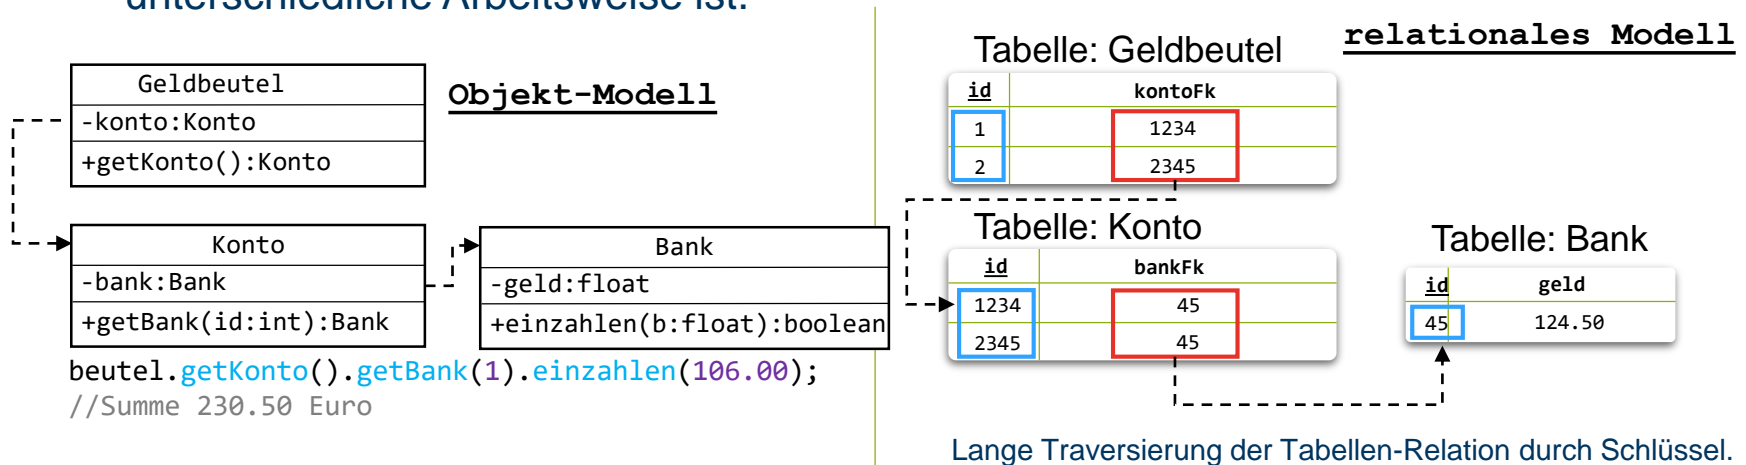 unterschiedliche Arbeitsweise ist.
Objekt-Modell
Geldbeutel
-konto:Konto
+getKonto():Konto
Konto
-bank:Bank
+getBank(id:int):Bank
Bank
-geld:float
+einzahlen(b:float):boolean
beutel.getKonto().getBank(1).einzahlen(106.00);
//Summe 230.50 Euro
relationales Modell
Tabelle: Geldbeutel
id kontoFk
1 1234
2 2345
Tabelle: Konto
id bankFk
1234 45
2345 45
Tabelle: Bank
id geld
45 124.50
Lange Traversierung der Tabellen-Relation durch Schlüssel.